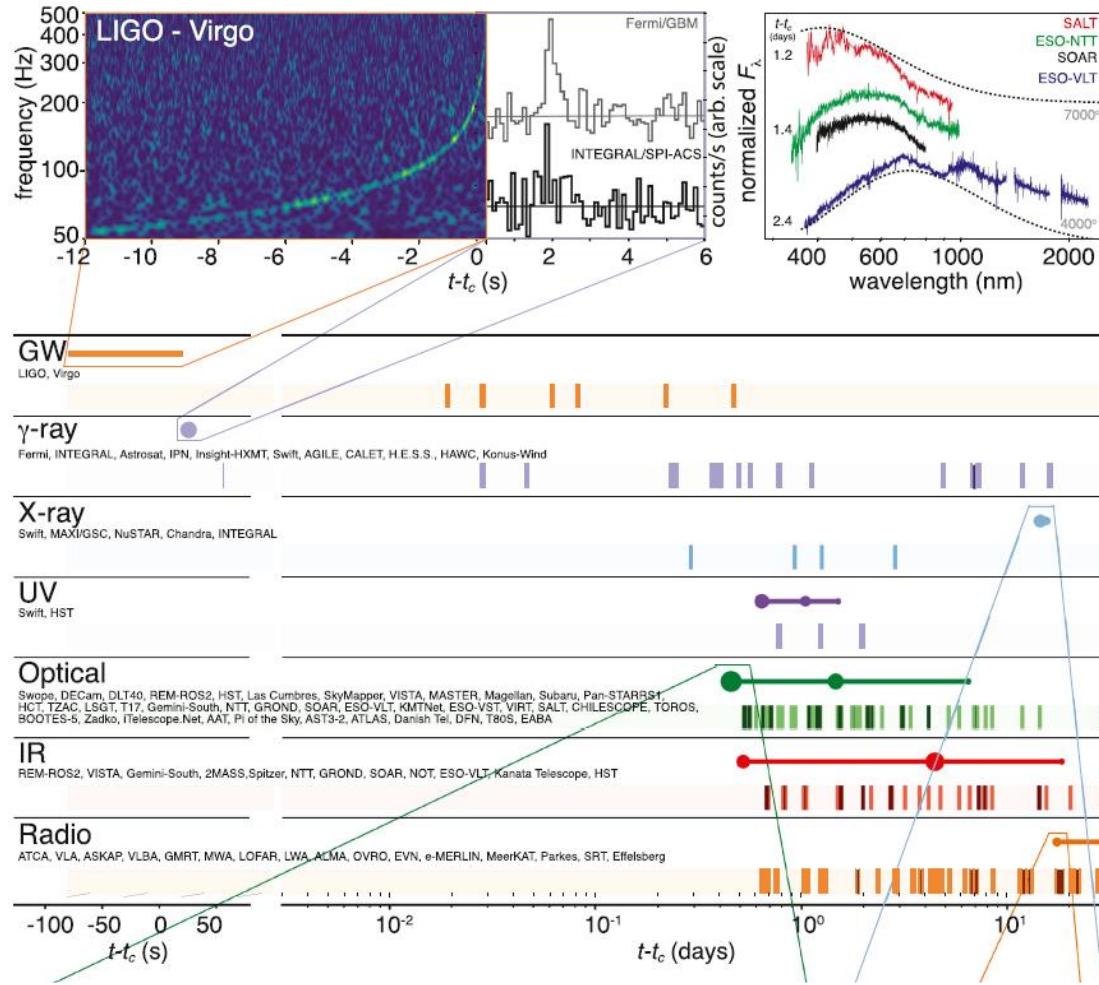 LIGO - Virgo
frequency (Hz)
500
400
300
200
100
50
-12 -10 -8 -6 -4 -2 0 2 4 6
t-tc (s)
Fermi/GBM
INTEGRAL/SPI-ACS
counts/s (arb. scale)
normalized Fλ
t-tc
(days)
1.2
1.4
2.4
SALT
ESO-NTT
SOAR
ESO-VLT
7000°
4000°
400 600 1000 2000
wavelength (nm)
GW
LIGO, Virgo
γ-ray
Fermi, INTEGRAL, Astrosat, IPN, Insight-HXMT, Swift, AGILE, CALET, H.E.S.S., HAWC, Konus-Wind
X-ray
Swift, MAXI/GSC, NuSTAR, Chandra, INTEGRAL
UV
Swift, HST
Optical
Swope, DECam, DLT40, REM-ROS2, HST, Las Cumbres, SkyMapper, VISTA, MASTER, Magellan, Subaru, Pan-STARRS1,
HCT, TZAC, LSGT, T17, Gemini-South, NTT, GROND, SOAR, ESO-VLT, KMTNet, ESO-VST, VIRT, SALT, CHILESCOPE, TOROS,
BOOTES-5, Zadko, iTelescope.Net, AAT, Pi of the Sky, AST3-2, ATLAS, Danish Tel, DFN, T80S, EABA
IR
REM-ROS2, VISTA, Gemini-South, 2MASS,Spitzer, NTT, GROND, SOAR, NOT, ESO-VLT, Kanata Telescope, HST
Radio
ATCA, VLA, ASKAP, VLBA, GMRT, MWA, LOFAR, LWA, ALMA, OVRO, EVN, e-MERLIN, MeerKAT, Parkes, SRT, Effelsberg
-100 -50 0 50 10⁻² 10⁻¹ 10⁰ 10¹
t-tc (s) t-tc (days)